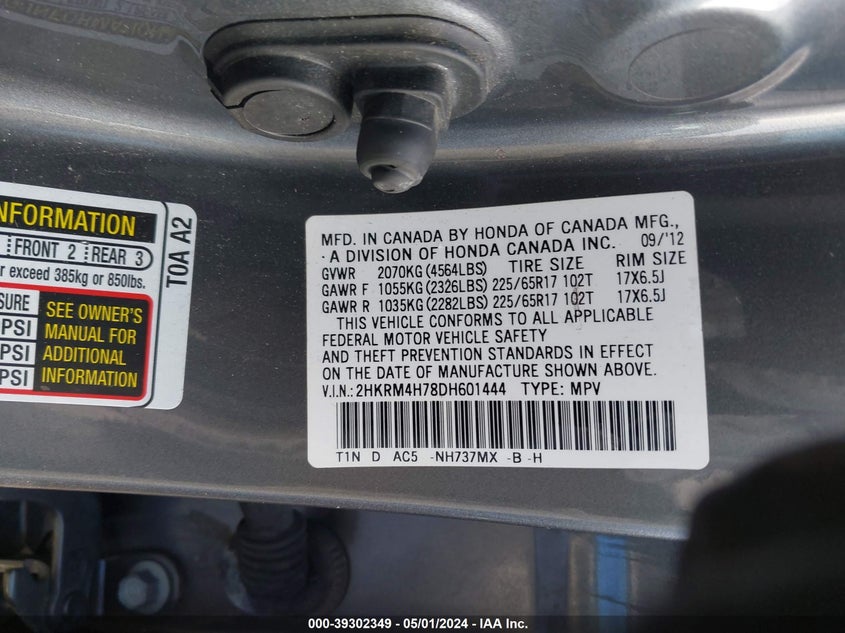 INFORMATION
FRONT 2 REAR 3
exceed 385kg or 850lbs.
SURE
PSI
PSI
PSI
SEE OWNER'S
MANUAL FOR
ADDITIONAL
INFORMATION
T0A A2
MFD. IN CANADA BY HONDA OF CANADA MFG.,
A DIVISION OF HONDA CANADA INC. 09/'12
GVWR 2070KG(4564LBS) TIRE SIZE RIM SIZE
GAWR F 1055KG(2326LBS) 225/65R17 102T 17X6.5J
GAWR R 1035KG(2282LBS) 225/65R17 102T 17X6.5J
THIS VEHICLE CONFORMS TO ALL APPLICABLE
FEDERAL MOTOR VEHICLE SAFETY
AND THEFT PREVENTION STANDARDS IN EFFECT
ON THE DATE OF MANUFACTURE SHOWN ABOVE.
V.I.N.: 2HKRM4H78DH601444 TYPE: MPV
T1N D AC5 -NH737MX -B -H
000-39302349 - 05/01/2024 - IAA Inc.